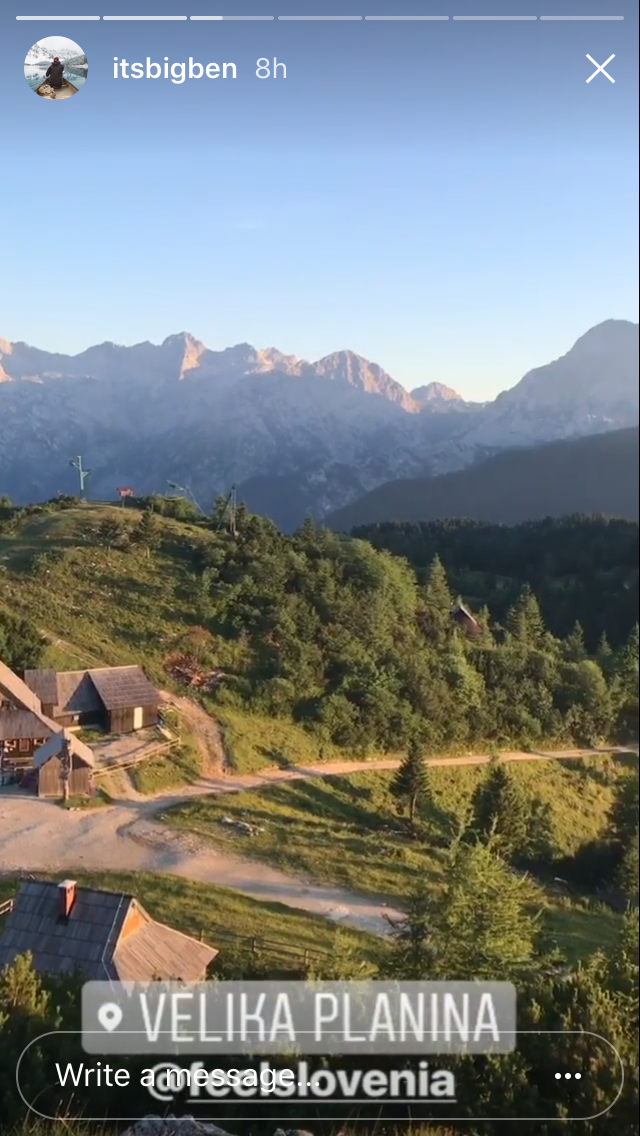 itsbigben 8h
VELIKA PLANINA
@feelslovenia
Write a message...